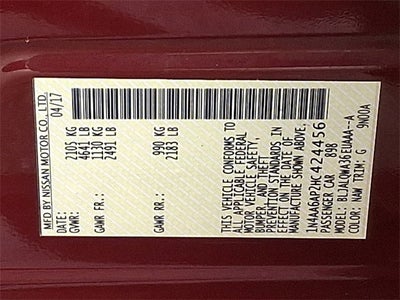 MFD BY NISSAN MOTOR CO., LTD.
DATE: 04/17
GVWR: 2105 KG
4641 LB
GAWR FR.: 1130 KG
2491 LB
GAWR RR.: 990 KG
2183 LB
THIS VEHICLE CONFORMS TO
ALL APPLICABLE FEDERAL
MOTOR VEHICLE SAFETY,
BUMPER, AND THEFT
PREVENTION STANDARDS IN
EFFECT ON THE DATE OF
MANUFACTURE SHOWN ABOVE.
1N4AA6AP2HC424456
PASSENGER CAR 898
MODEL:
COLOR: NAW TRIM: G 9N00A